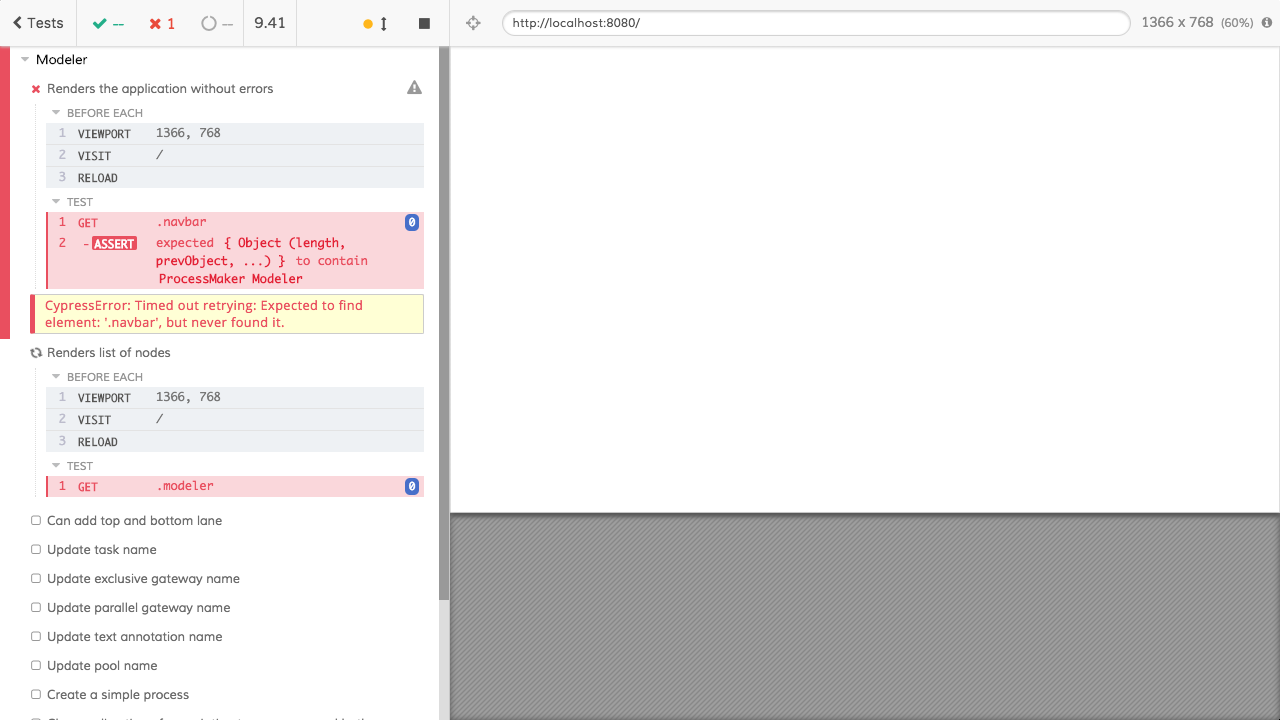 Tests -- 1 -- 9.41 http://localhost:8080/ 1366 x 768 (60%)
Modeler
Renders the application without errors
BEFORE EACH
1 VIEWPORT 1366, 768
2 VISIT /
3 RELOAD
TEST
1 GET .navbar 0
2 -ASSERT expected { Object (length,
prevObject, ...) } to contain
ProcessMaker Modeler
CypressError: Timed out retrying: Expected to find
element: '.navbar', but never found it.
Renders list of nodes
BEFORE EACH
1 VIEWPORT 1366, 768
2 VISIT /
3 RELOAD
TEST
1 GET .modeler 0
Can add top and bottom lane
Update task name
Update exclusive gateway name
Update parallel gateway name
Update text annotation name
Update pool name
Create a simple process